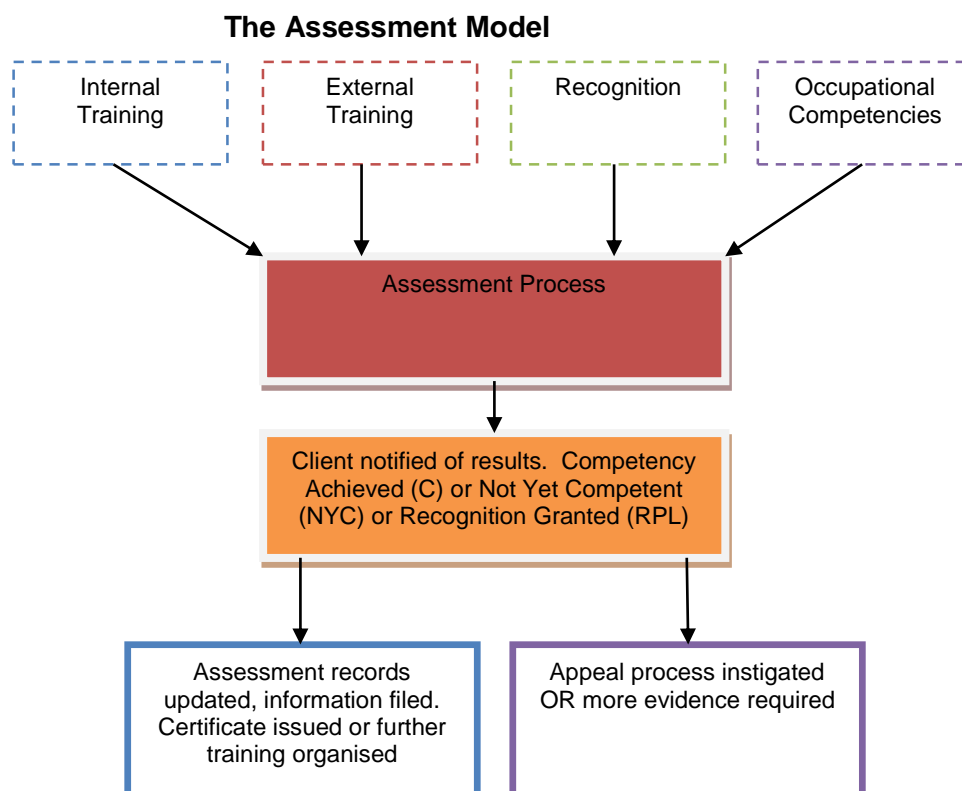 The Assessment Model
Internal
Training
External
Training
Recognition
Occupational
Competencies
Assessment Process
Client notified of results.  Competency
Achieved (C) or Not Yet Competent
(NYC) or Recognition Granted (RPL)
Assessment records
updated, information filed.
Certificate issued or further
training organised
Appeal process instigated
OR more evidence required